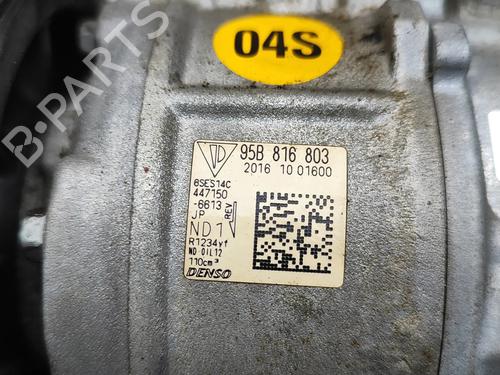 04S
B-PARTS
95B 816 803
2016 10 01600
6SES14C
447150
-6613
JP
REV
ND1
R1234yf
ND-OIL12
110cm³
DENSO